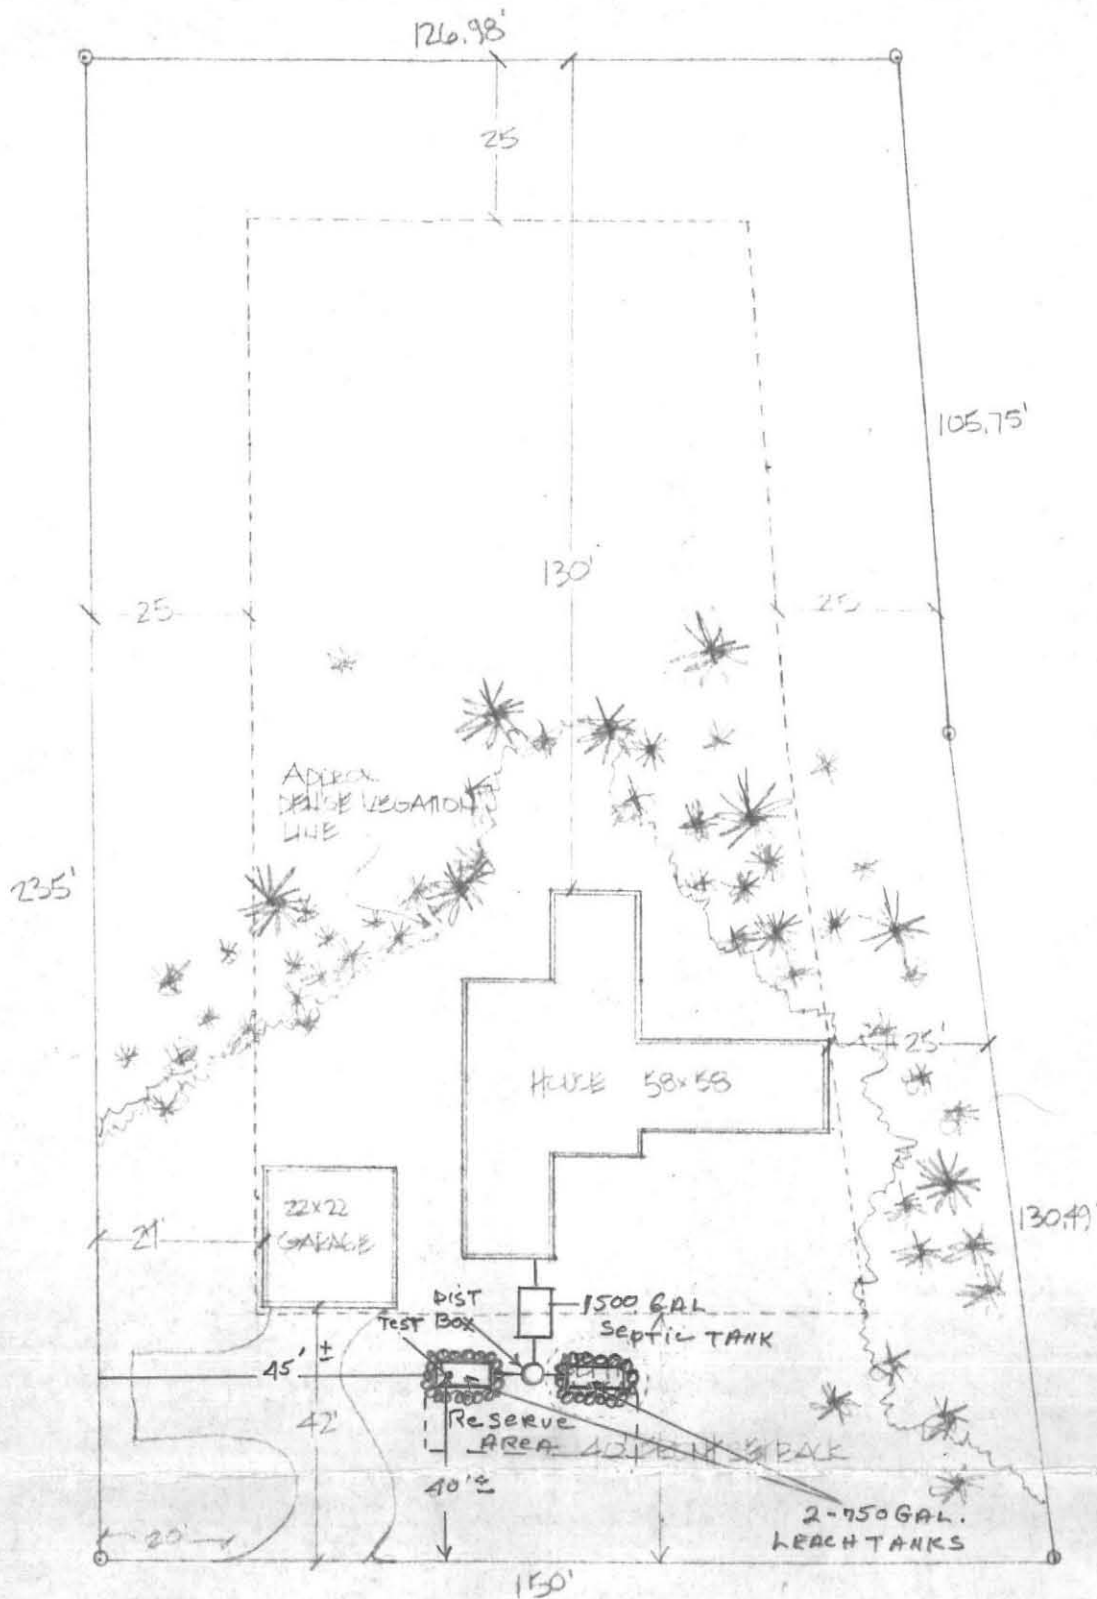 126.98'
25
105.75'
130'
25
25
APPROX
DENSE VEGATION
LINE
235'
25'
HOUSE 58x58
22x22
GARAGE
130.49'
DIST
BOX
TEST
1500 GAL
SEPTIC TANK
45' ±
42'
RESERVE
AREA
40'±
2-750 GAL.
LEACH TANKS
20'
150'